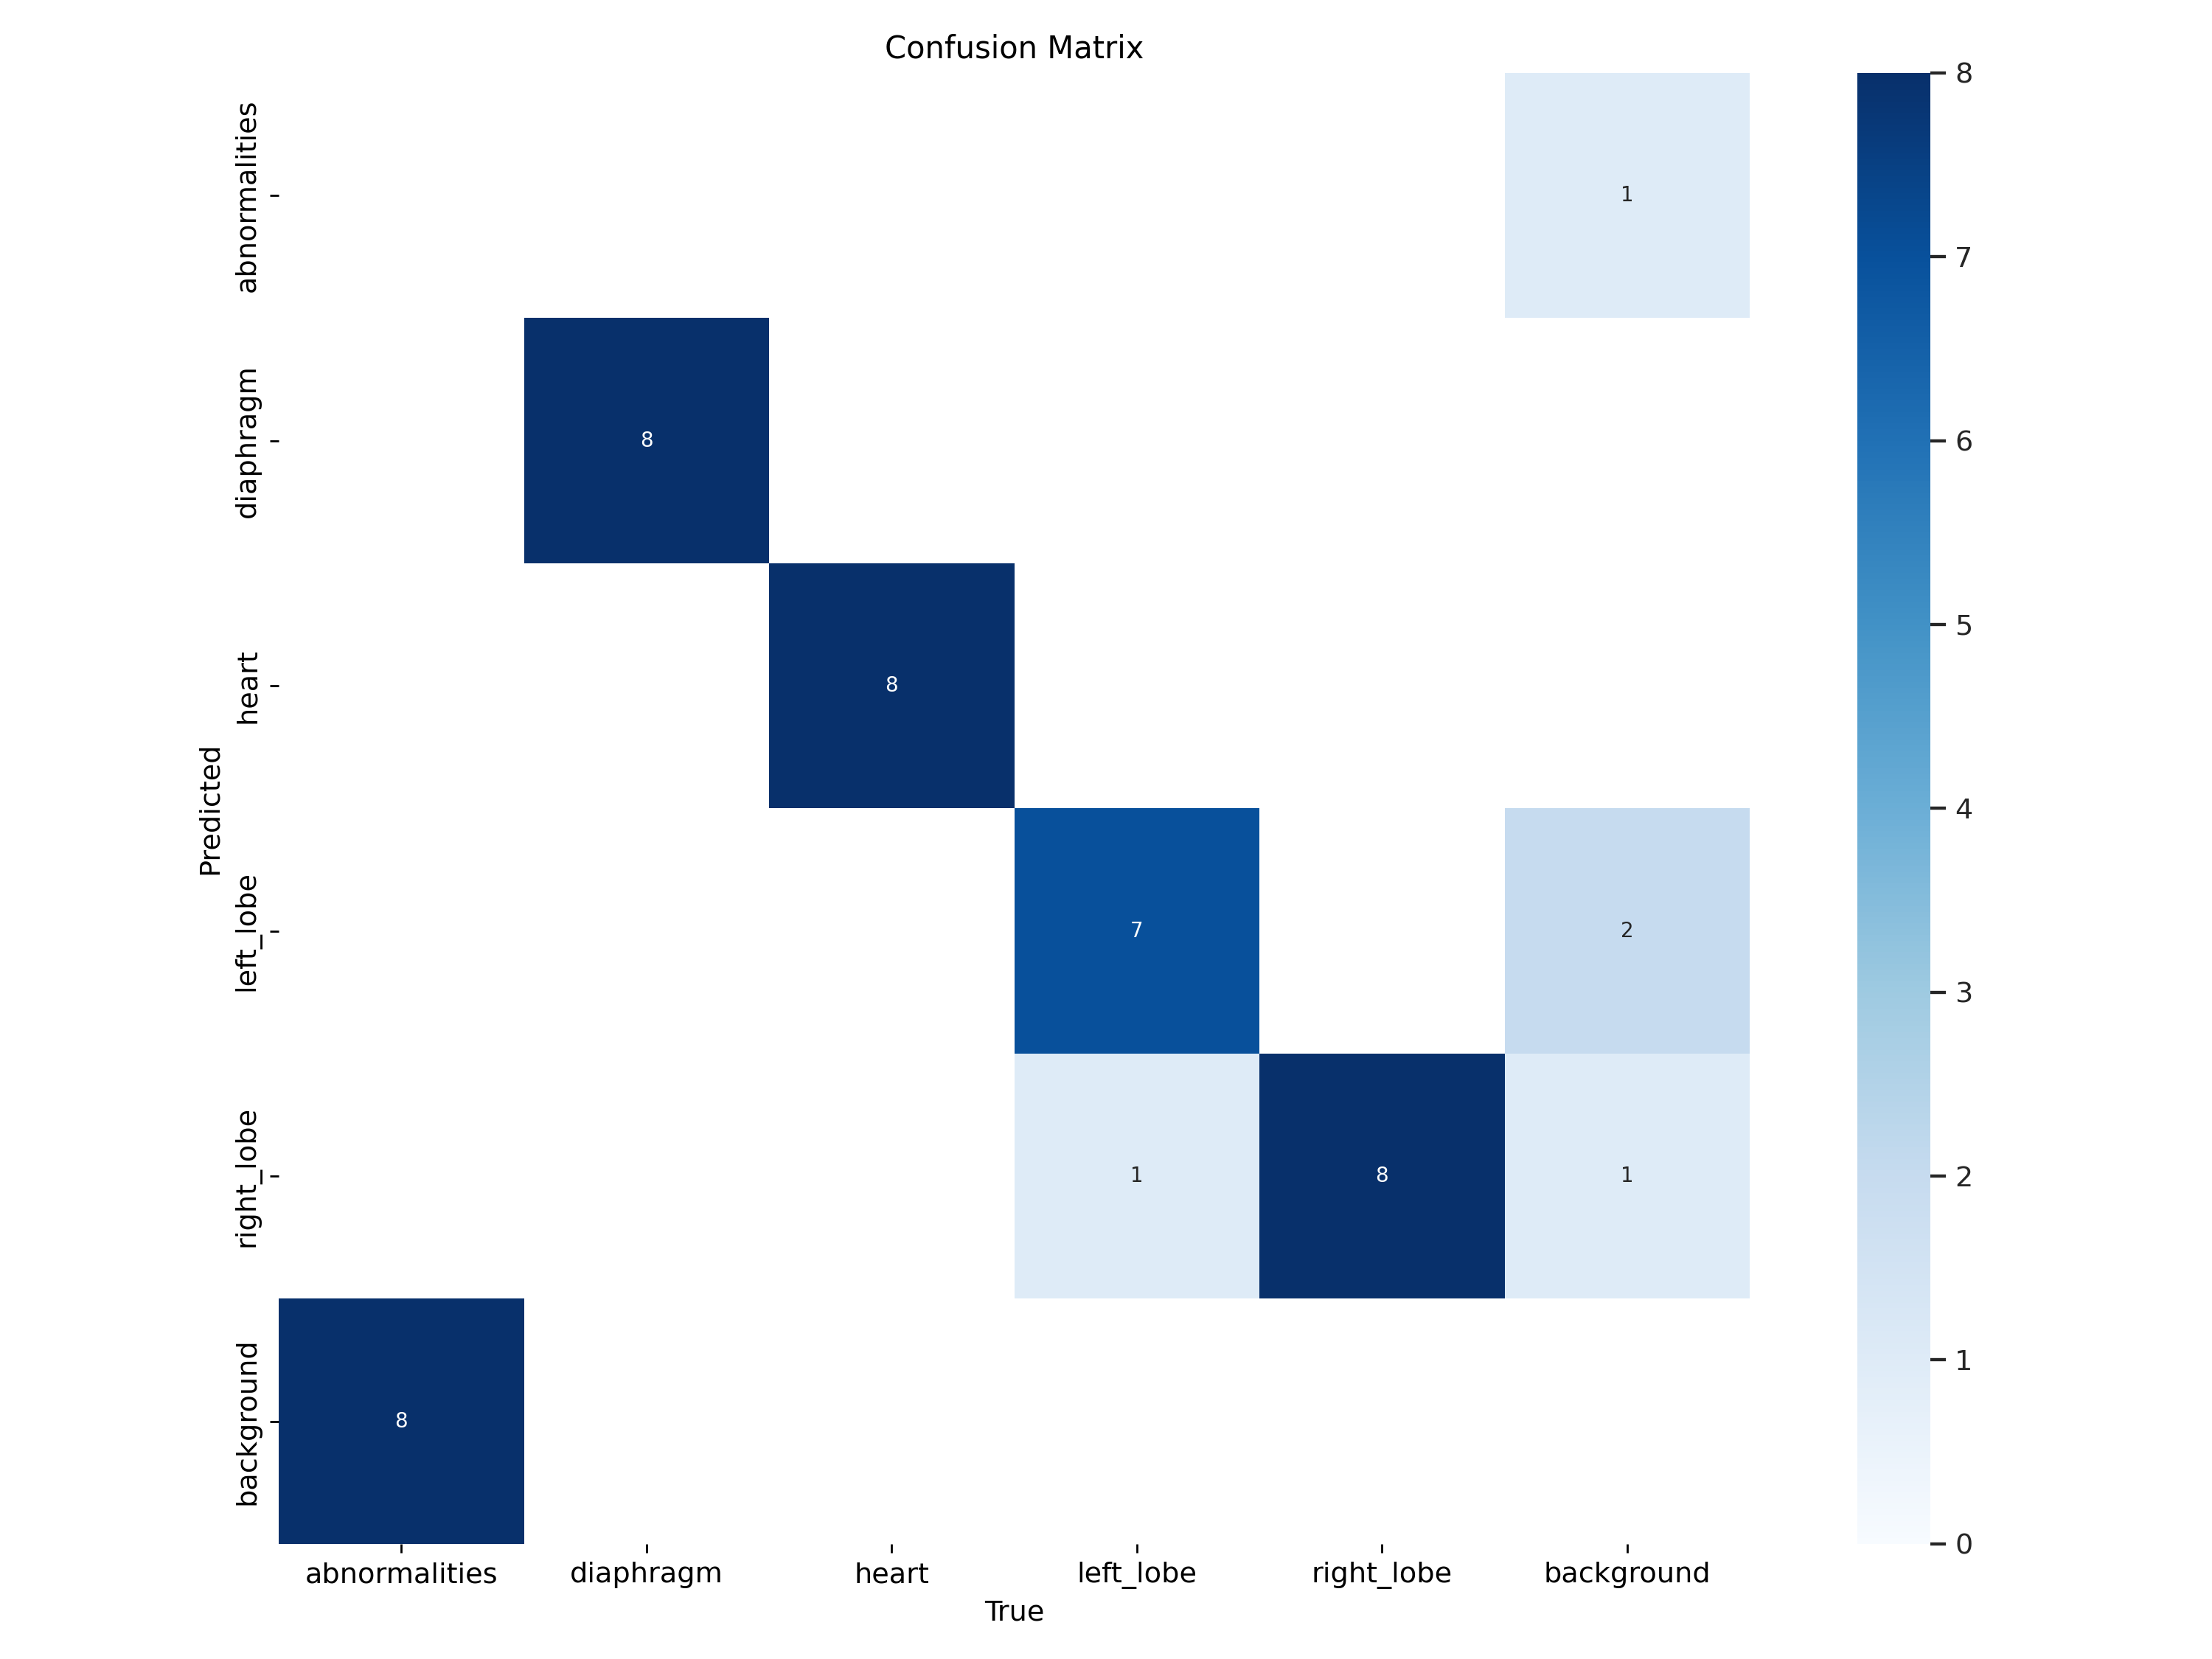 Confusion Matrix
abnormalities
1
diaphragm
8
heart
8
Predicted
left_lobe
7
2
right_lobe
1
8
1
background
8
abnormalities
diaphragm
heart
left_lobe
right_lobe
background
True
8
7
6
5
4
3
2
1
0